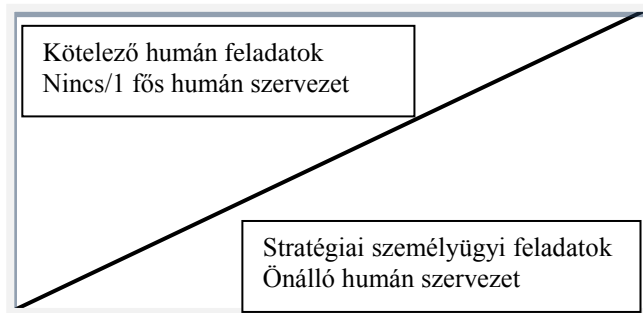 Kötelező humán feladatok
Nincs/1 fős humán szervezet
Stratégiai személyügyi feladatok
Önálló humán szervezet